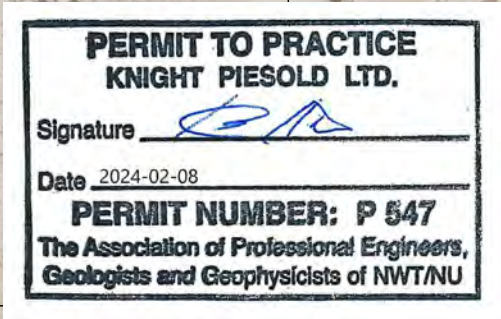 PERMIT TO PRACTICE
KNIGHT PIESOLD LTD.
Signature
Date 2024-02-08
PERMIT NUMBER: P 547
The Association of Professional Engineers,
Geologists and Geophysicists of NWT/NU